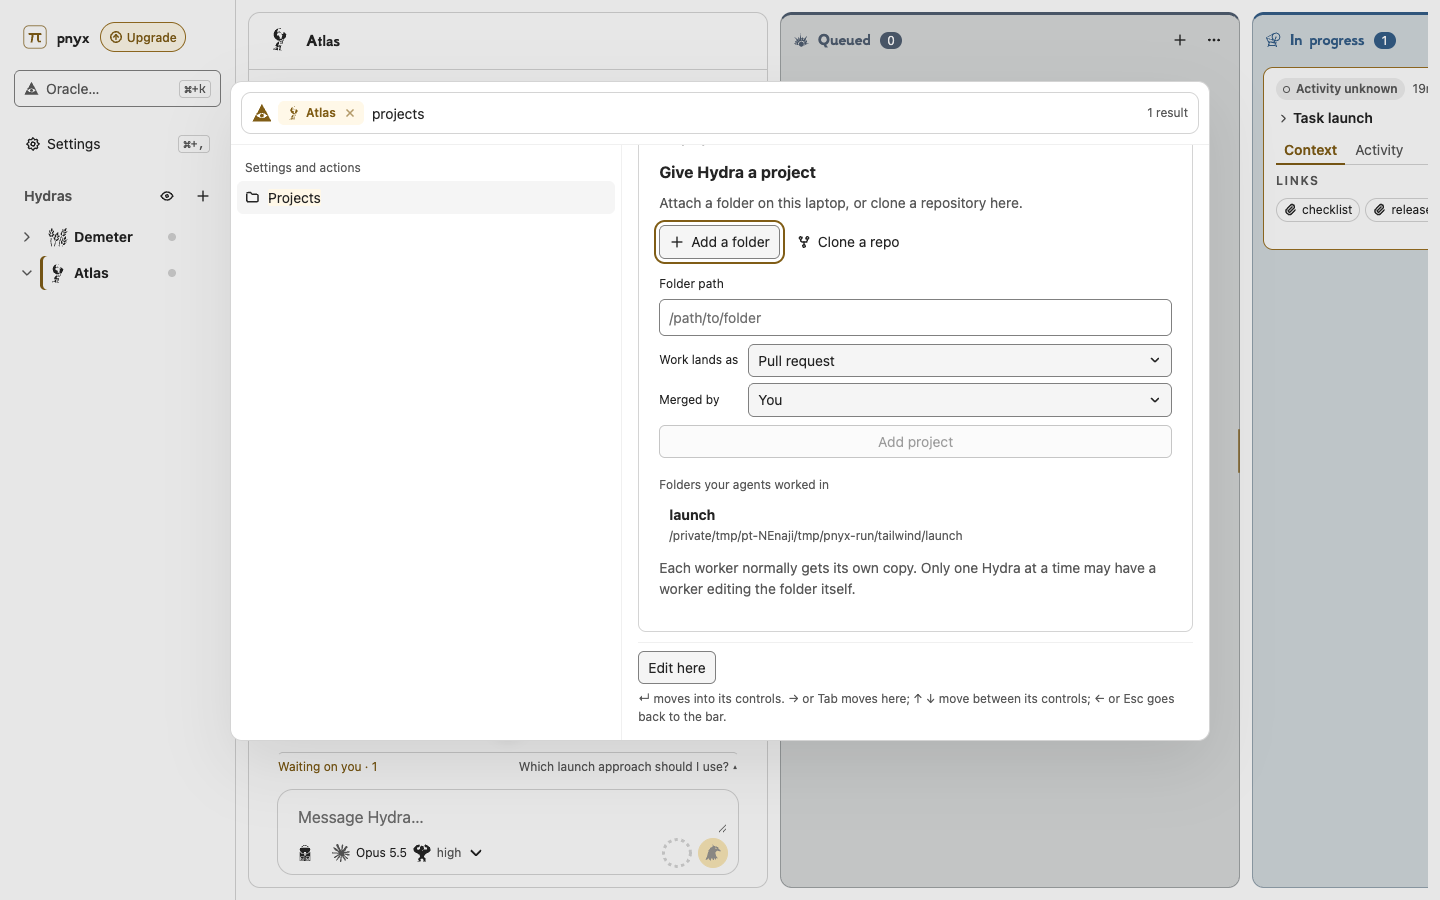 pnyx
Upgrade
Oracle...
⌘+K
Settings
⌘+,
Hydras
Demeter
Atlas
Atlas
Queued 0
In progress 1
Activity unknown
Task launch
Context Activity
LINKS
checklist
Atlas
projects
1 result
Settings and actions
Projects
Give Hydra a project
Attach a folder on this laptop, or clone a repository here.
Add a folder
Clone a repo
Folder path
/path/to/folder
Work lands as Pull request
Merged by You
Add project
Folders your agents worked in
launch
/private/tmp/pt-NEnaji/tmp/pnyx-run/tailwind/launch
Each worker normally gets its own copy. Only one Hydra at a time may have a
worker editing the folder itself.
Edit here
↵ moves into its controls. → or Tab moves here; ↑ ↓ move between its controls; ← or Esc goes
back to the bar.
Waiting on you · 1
Which launch approach should I use?
Message Hydra...
Opus 5.5 high